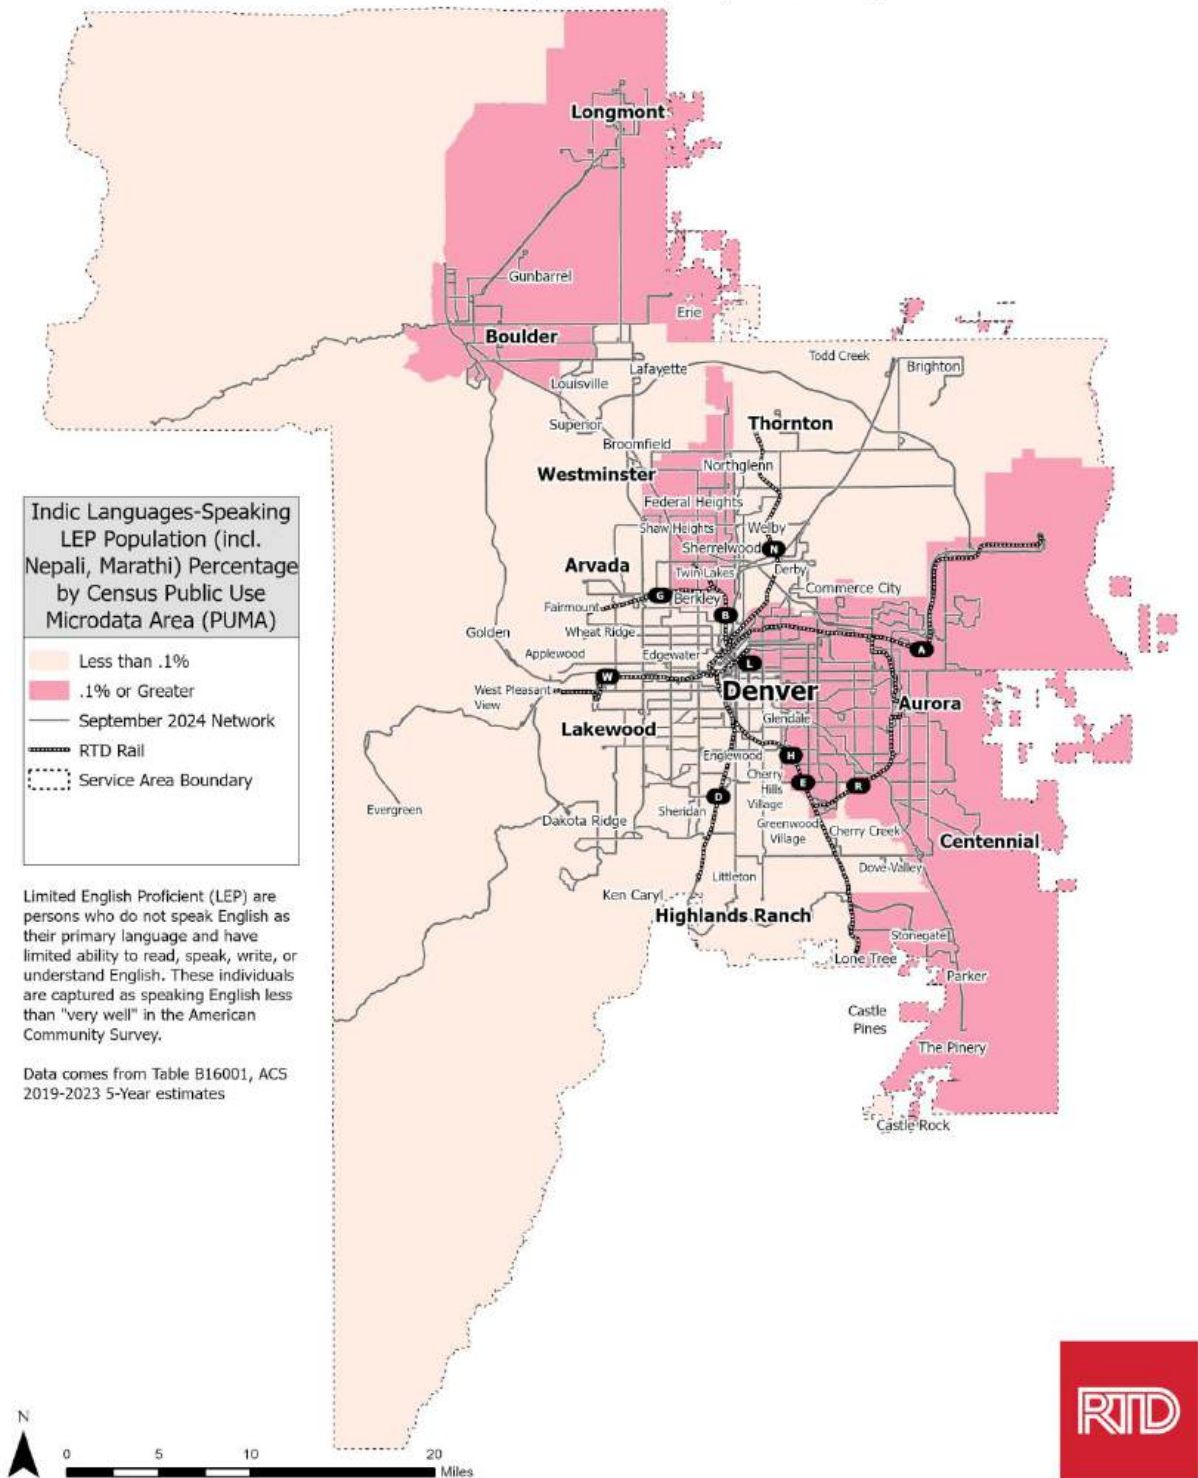 Longmont
Gunbarrel
Erie
Boulder
Todd Creek
Brighton
Lafayette
Louisville
Superior
Thornton
Broomfield
Westminster
Northglenn
Federal Heights
Shaw Heights
Welby
Sherrelwood
N
Arvada
Twin Lakes
Derby
Commerce City
G
Berkley
Fairmount
B
Golden
Wheat Ridge
Applewood
Edgewater
A
L
W
West Pleasant
View
Denver
Aurora
Lakewood
Glendale
Englewood
H
Cherry
Hills
Village
E
R
D
Evergreen
Sheridan
Dakota Ridge
Greenwood
Village
Cherry Creek
Centennial
Dove Valley
Littleton
Ken Caryl
Highlands Ranch
Stonegate
Lone Tree
Parker
Castle
Pines
The Pinery
Castle Rock
Indic Languages-Speaking
LEP Population (incl.
Nepali, Marathi) Percentage
by Census Public Use
Microdata Area (PUMA)
Less than .1%
.1% or Greater
September 2024 Network
RTD Rail
Service Area Boundary
Limited English Proficient (LEP) are
persons who do not speak English as
their primary language and have
limited ability to read, speak, write, or
understand English. These individuals
are captured as speaking English less
than "very well" in the American
Community Survey.
Data comes from Table B16001, ACS
2019-2023 5-Year estimates
N
0 5 10 20
Miles
RTD